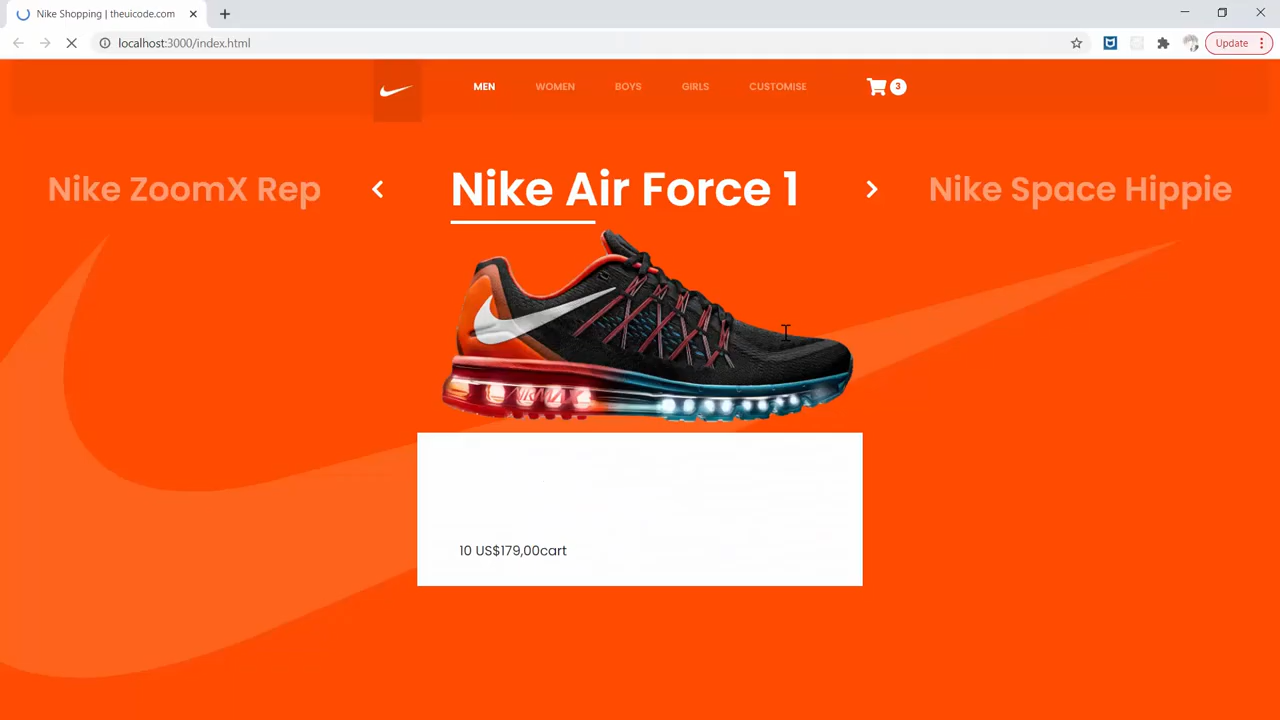 Nike Shopping | theuicode.com
localhost:3000/index.html
Update
MEN WOMEN BOYS GIRLS CUSTOMISE 3
Nike ZoomX Rep Nike Air Force 1 Nike Space Hippie
AIRMAX
10 US$179,00cart